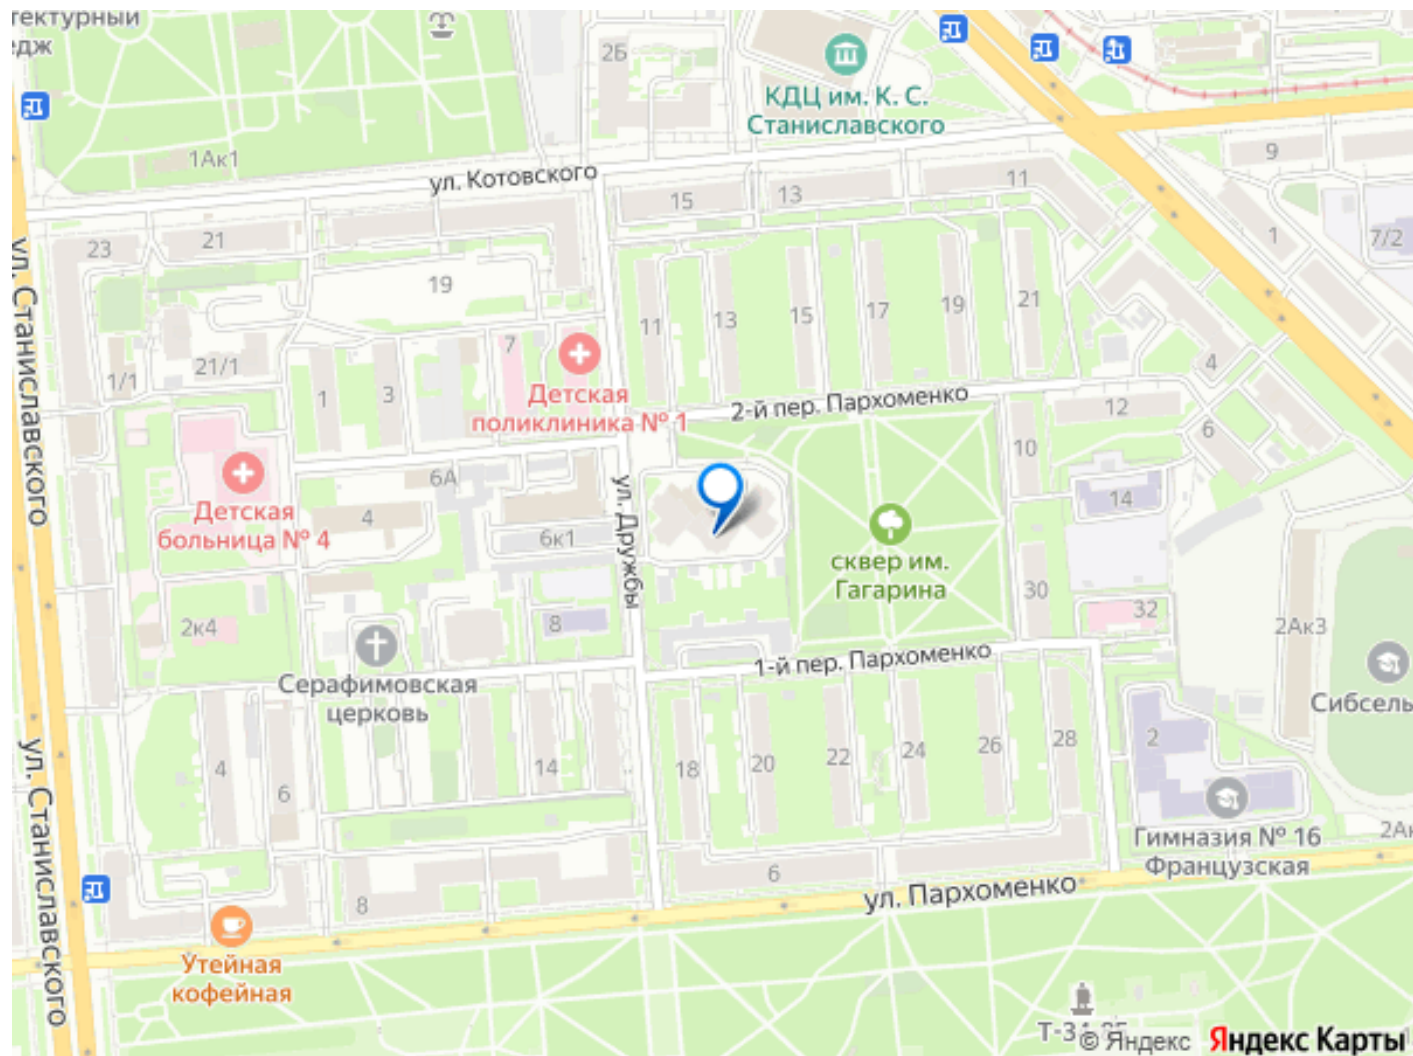 тектурный
дж
2Б
КДЦ им. К. С.
Станиславского
1Ак1
ул. Котовского
9
15
13
11
23
21
1
7/2
19
11
13
15
17
19
21
7
21/1
1/1
1
3
4
Детская
поликлиника № 1
2-й пер. Пархоменко
12
10
6
ул. Станиславского
6А
14
Детская
больница № 4
4
6к1
ул. Дружбы
сквер им.
Гагарина
30
32
2к4
8
2Ак3
1-й пер. Пархоменко
Серафимовская
церковь
Сибсель
4
6
14
18
20
22
24
26
28
2
ул. Станиславского
Гимназия № 16
Французская
2Ак
6
8
ул. Пархоменко
Утейная
кофейная
Т-34-85
© Яндекс Яндекс Карты